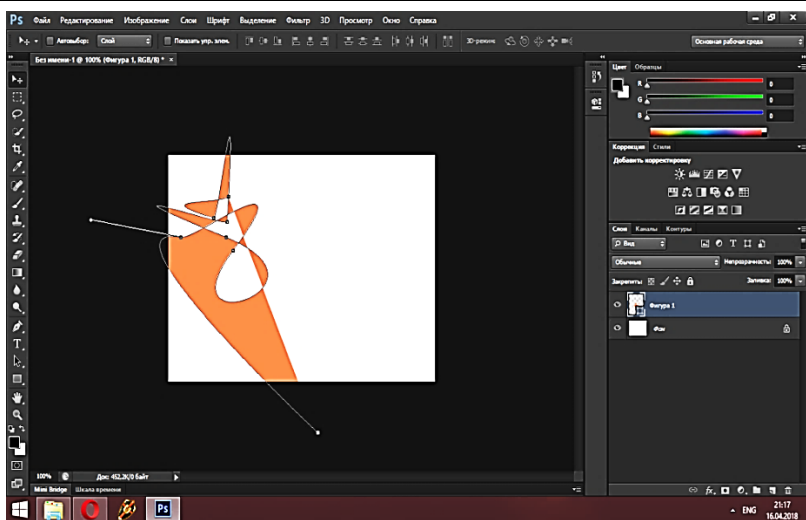 Ps Файл Редактирование Изображение Слои Шрифт Выделение Фильтр 3D Просмотр Окно Справка
Автовыбор: Слой Показать упр. элем. 3D-режим: Основная рабочая среда
Без имени-1 @ 100% (Фигура 1, RGB/8) * ×
Цвет Образцы
R 0
G 0
B 0
Коррекция Стили
Добавить корректировку
Слои Каналы Контуры
Вид
Обычные Непрозрачность: 100%
Закрепить: Заливка: 100%
Фигура 1
Фон
100% Док: 452,2K/0 байт
Mini Bridge Шкала времени
fx
Ps ENG 21:17
16.04.2018